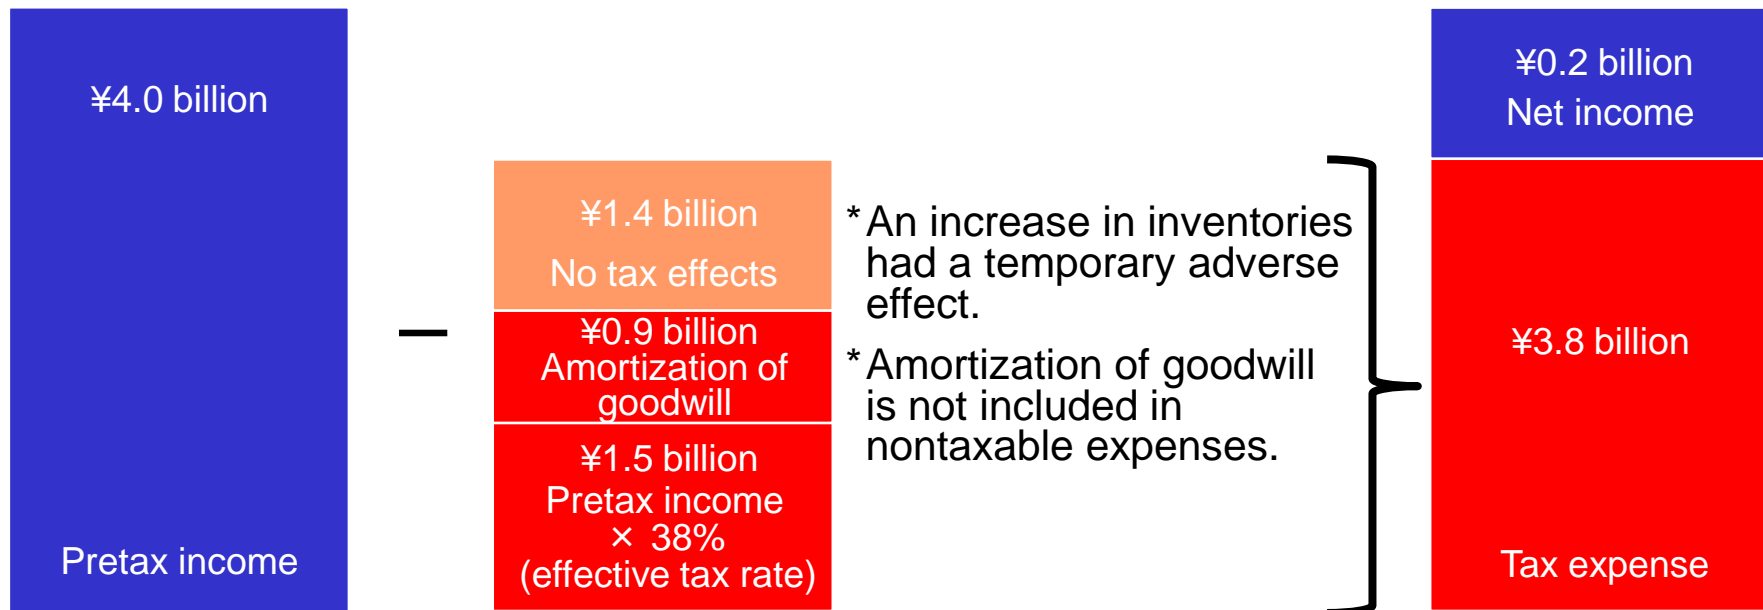 ¥4.0 billion
Pretax income
—
¥1.4 billion
No tax effects
¥0.9 billion
Amortization of
goodwill
¥1.5 billion
Pretax income
× 38%
(effective tax rate)
* An increase in inventories
had a temporary adverse
effect.
* Amortization of goodwill
is not included in
nontaxable expenses.
¥0.2 billion
Net income
¥3.8 billion
Tax expense